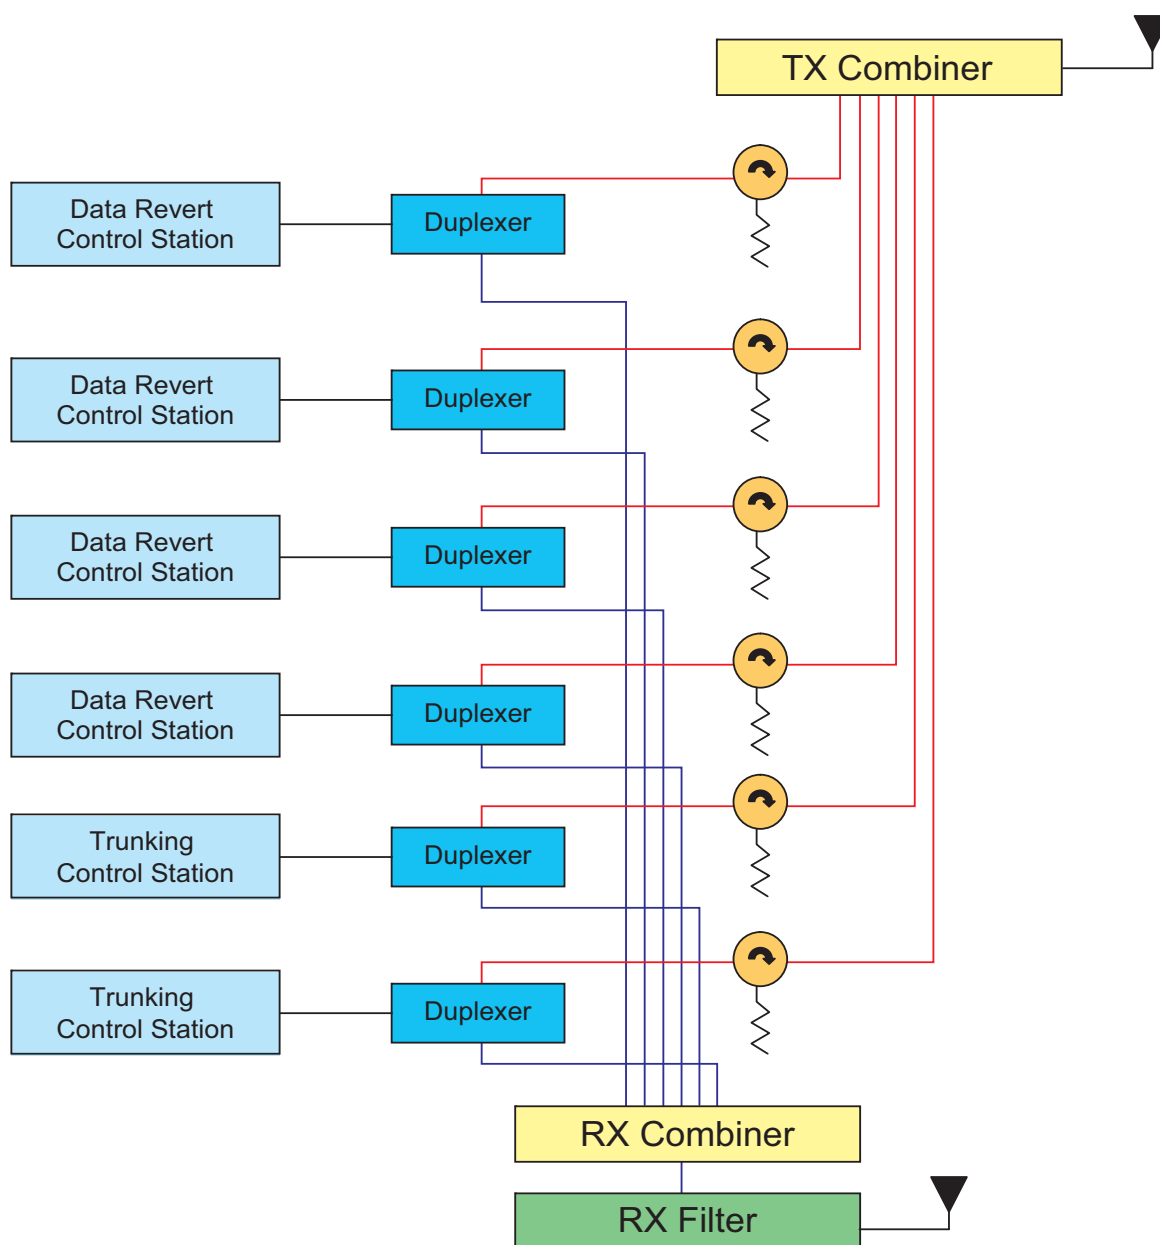 TX Combiner
Data Revert
Control Station
Duplexer
Data Revert
Control Station
Duplexer
Data Revert
Control Station
Duplexer
Data Revert
Control Station
Duplexer
Trunking
Control Station
Duplexer
Trunking
Control Station
Duplexer
RX Combiner
RX Filter